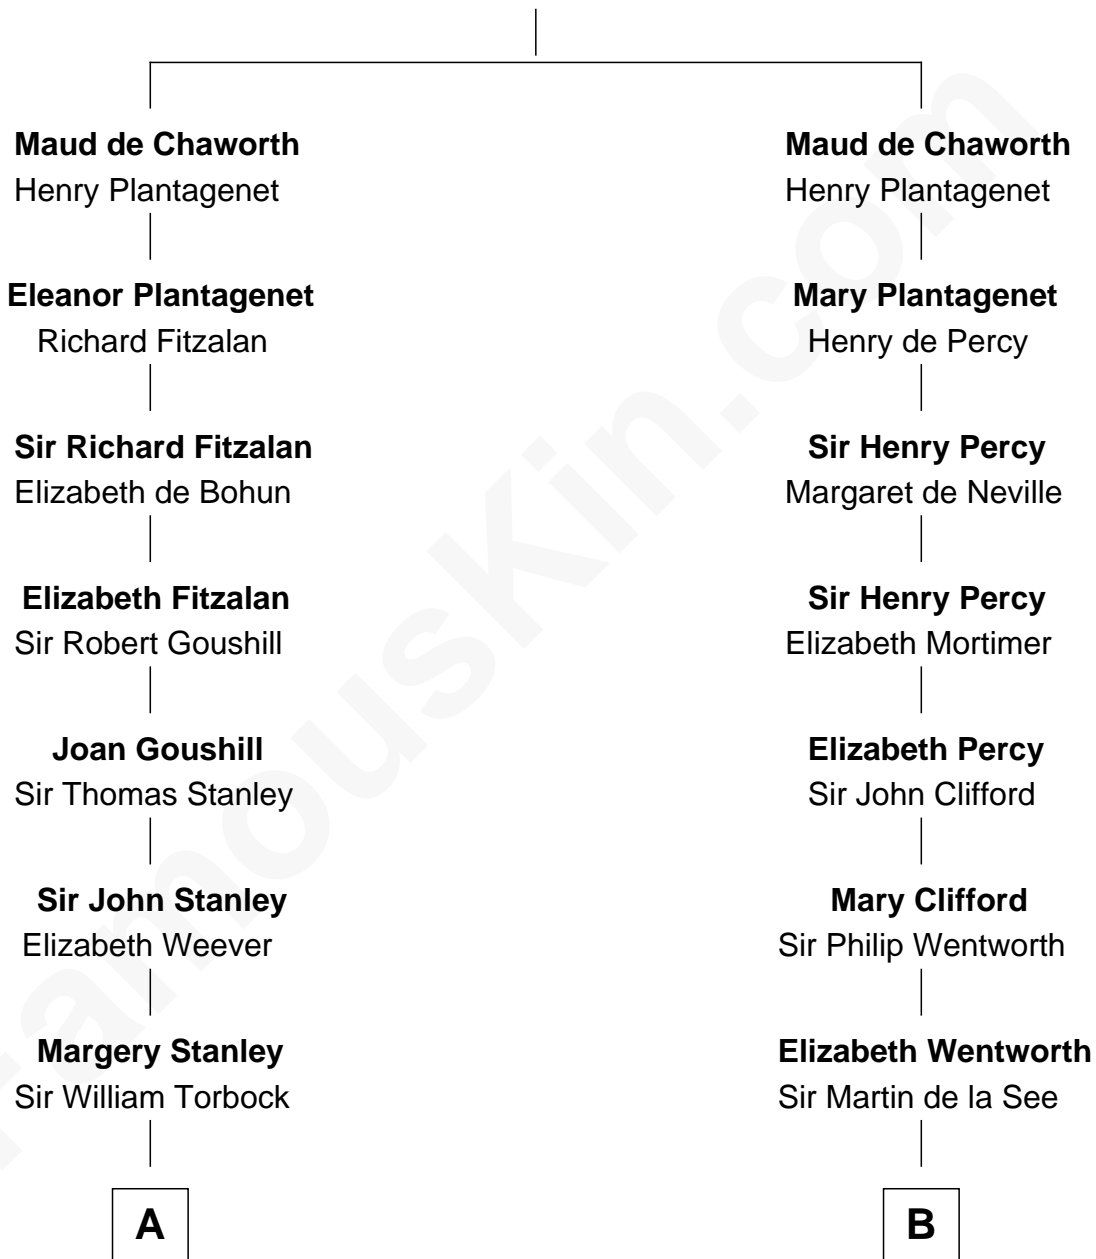 Maud de Chaworth
Henry Plantagenet
Eleanor Plantagenet
Richard Fitzalan
Sir Richard Fitzalan
Elizabeth de Bohun
Elizabeth Fitzalan
Sir Robert Goushill
Joan Goushill
Sir Thomas Stanley
Sir John Stanley
Elizabeth Weever
Margery Stanley
Sir William Torbock
A
Maud de Chaworth
Henry Plantagenet
Mary Plantagenet
Henry de Percy
Sir Henry Percy
Margaret de Neville
Sir Henry Percy
Elizabeth Mortimer
Elizabeth Percy
Sir John Clifford
Mary Clifford
Sir Philip Wentworth
Elizabeth Wentworth
Sir Martin de la See
B
FamousKin.com